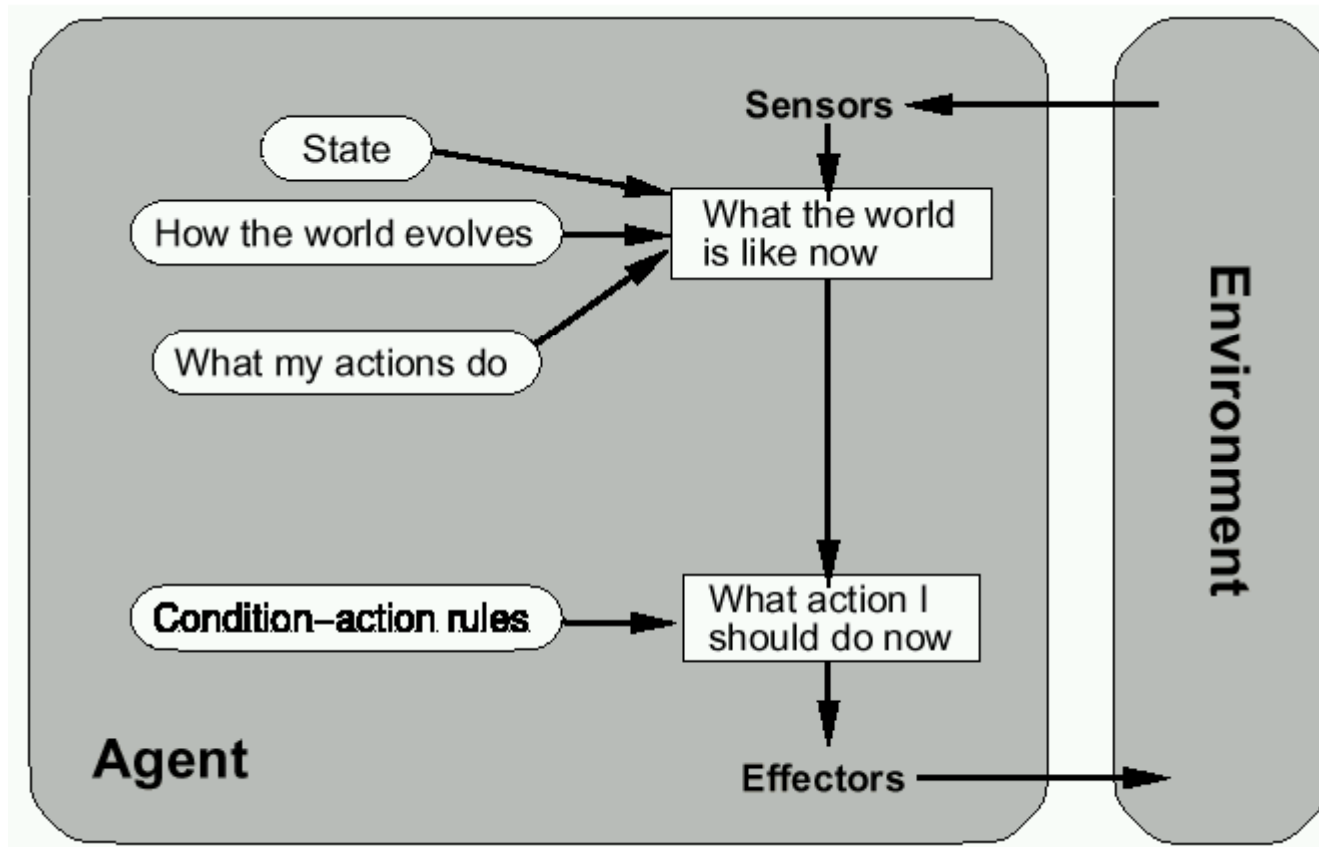 Sensors
State
What the world
is like now
How the world evolves
What my actions do
Environment
Condition–action rules
What action I
should do now
Agent
Effectors